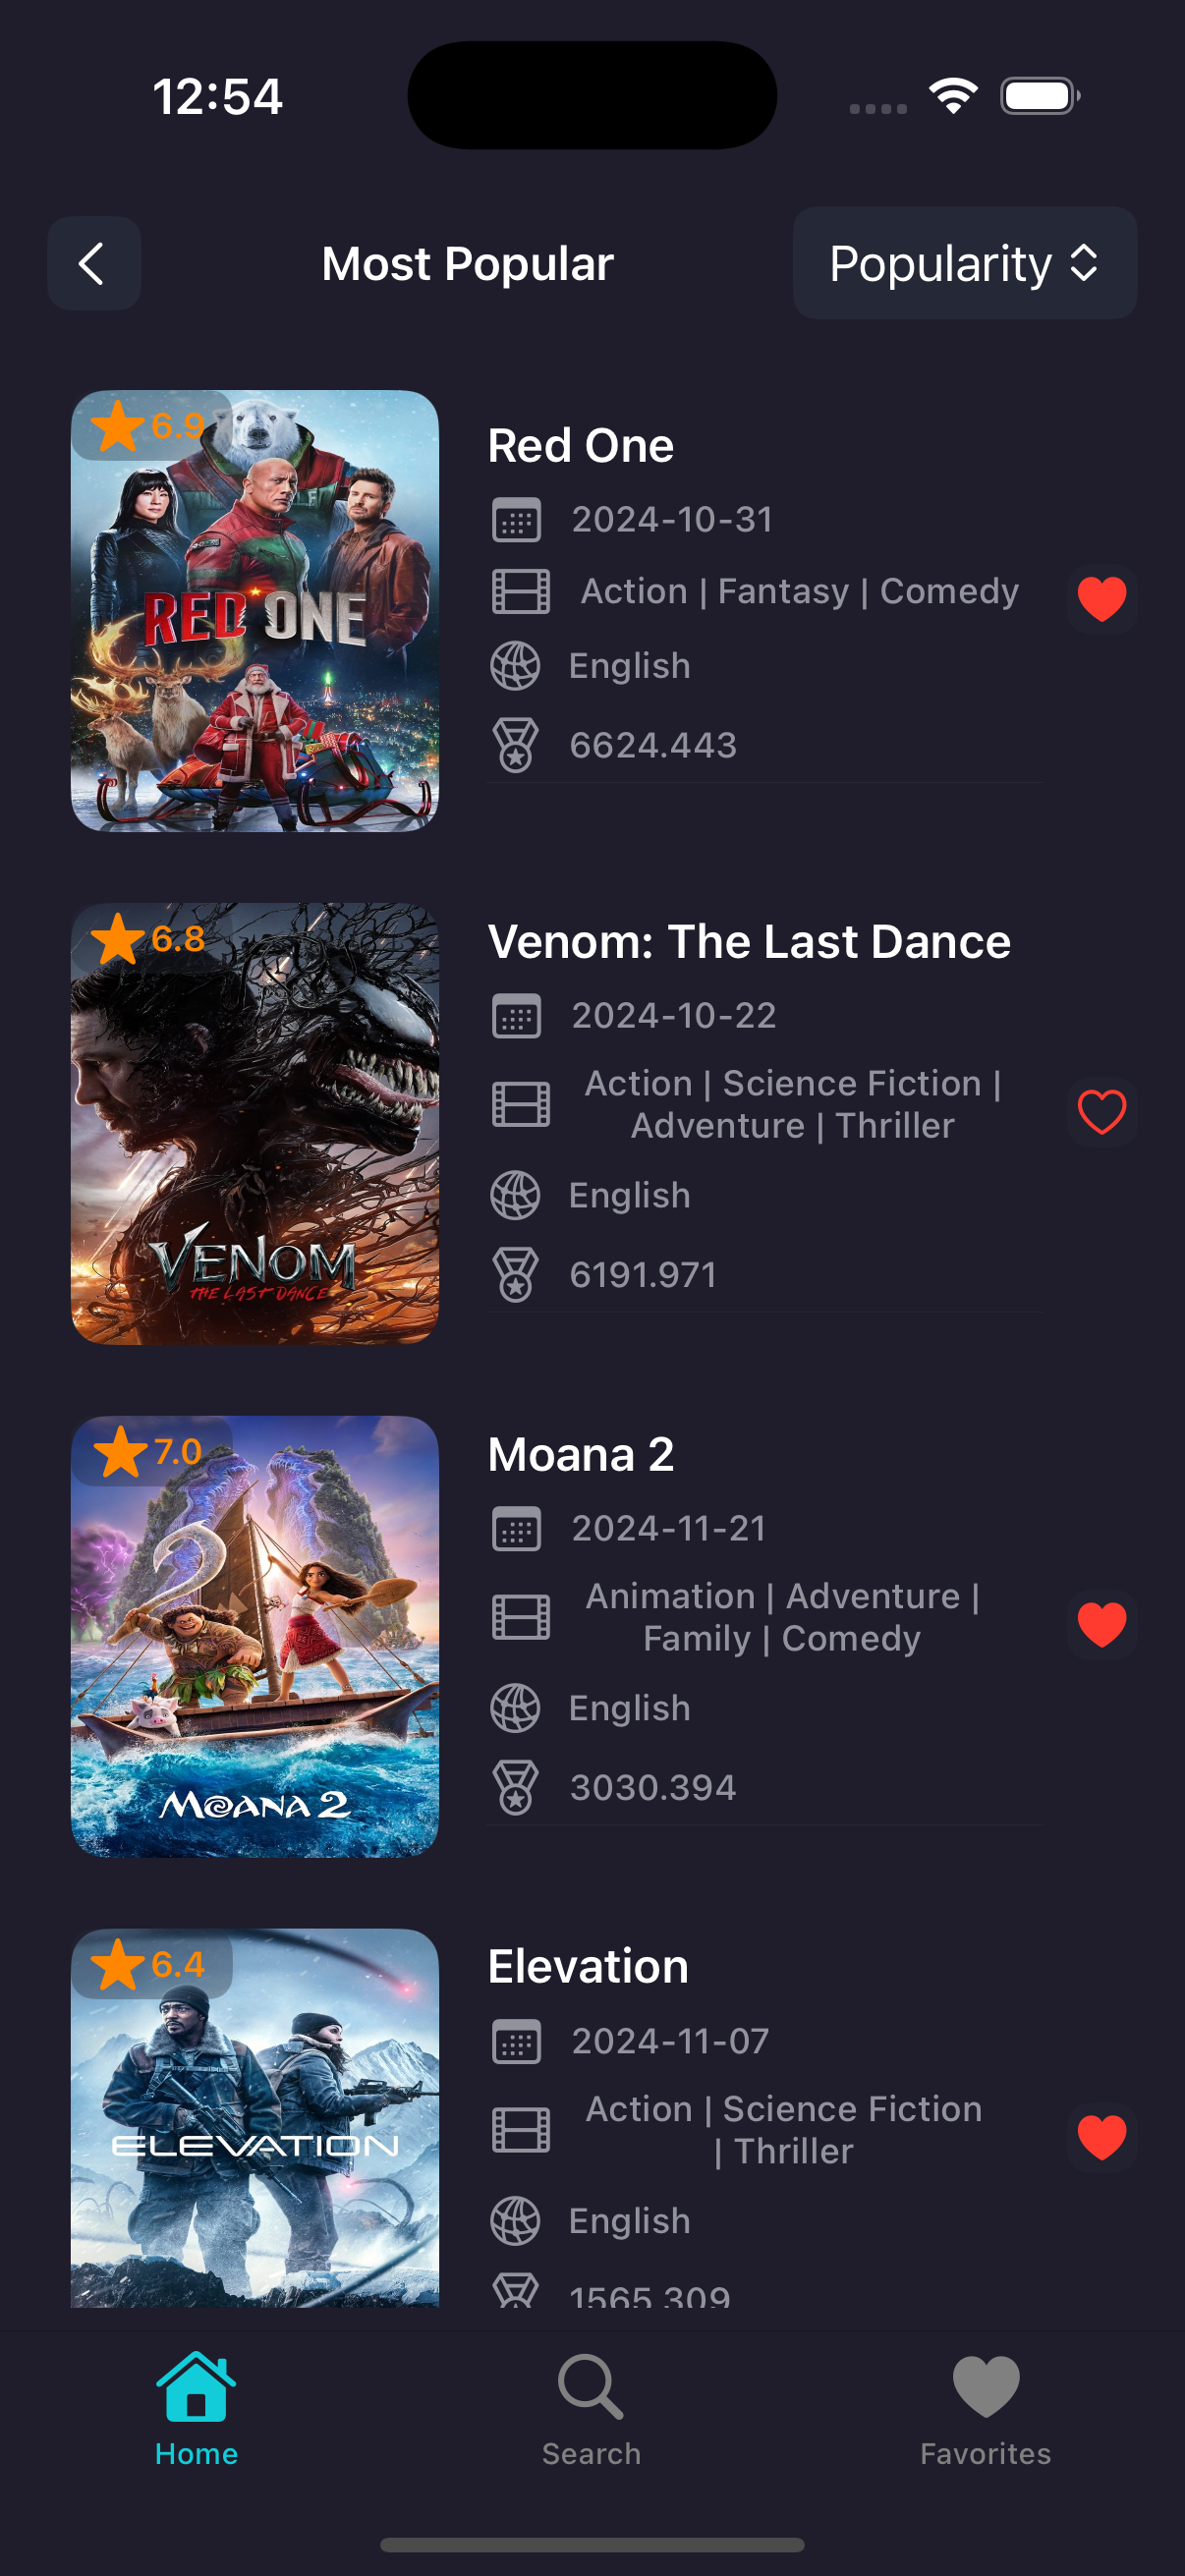 12:54
Most Popular
Popularity
6.9
RED ONE
Red One
2024-10-31
Action | Fantasy | Comedy
English
6624.443
6.8
VENOM
THE LAST DANCE
Venom: The Last Dance
2024-10-22
Action | Science Fiction |
Adventure | Thriller
English
6191.971
7.0
MOANA 2
Moana 2
2024-11-21
Animation | Adventure |
Family | Comedy
English
3030.394
6.4
ELEVATION
Elevation
2024-11-07
Action | Science Fiction
| Thriller
English
1565.309
Home
Search
Favorites